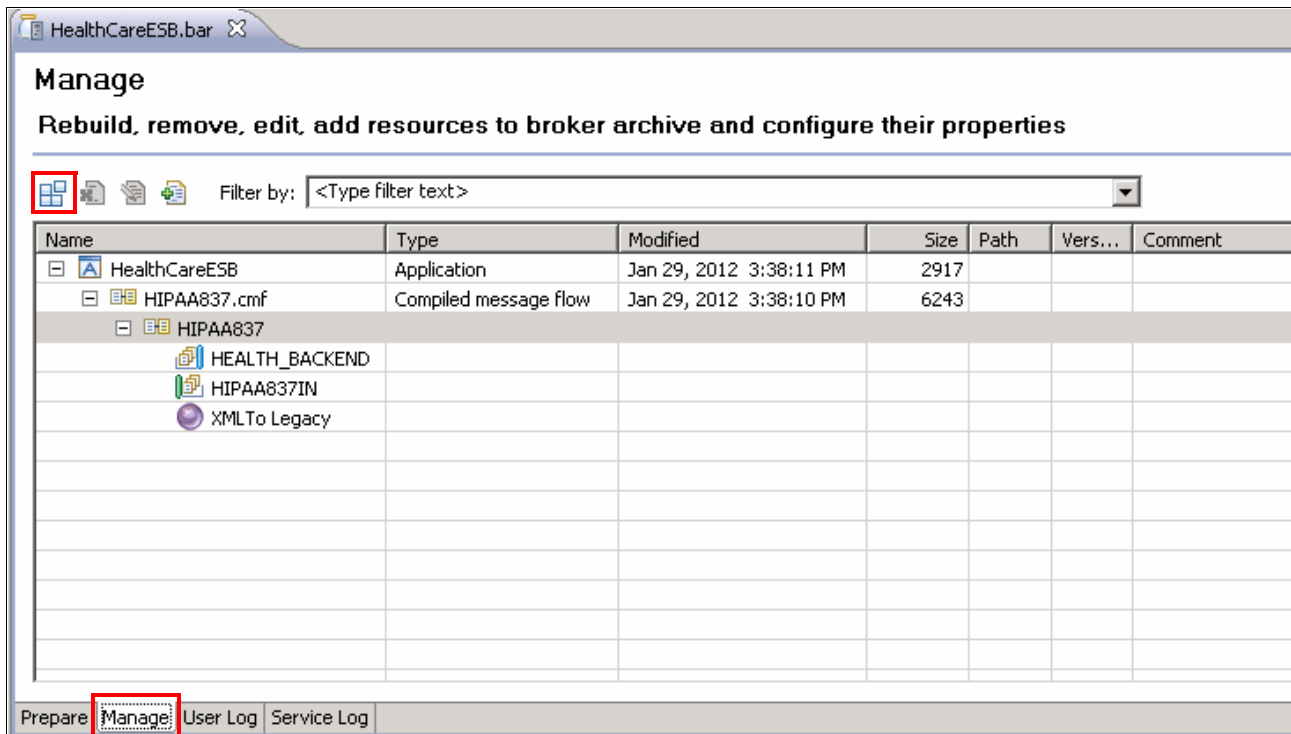 HealthCareESB.bar
Manage
Rebuild, remove, edit, add resources to broker archive and configure their properties
Filter by: <Type filter text>
Name Type Modified Size Path Vers... Comment
HealthCareESB Application Jan 29, 2012 3:38:11 PM 2917
HIPAA837.cmf Compiled message flow Jan 29, 2012 3:38:10 PM 6243
HIPAA837
HEALTH_BACKEND
HIPAA837IN
XMLTo Legacy
Prepare Manage User Log Service Log